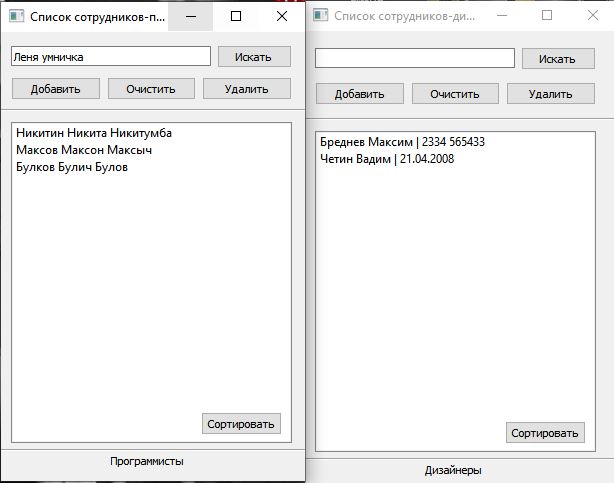 Список сотрудников-п...
Леня умничка
Искать
Добавить
Очистить
Удалить
Никитин Никита Никитумба
Максов Максон Максыч
Булков Булич Булов
Сортировать
Программисты
Список сотрудников-ди...
Искать
Добавить
Очистить
Удалить
Бреднев Максим | 2334 565433
Четин Вадим | 21.04.2008
Сортировать
Дизайнеры